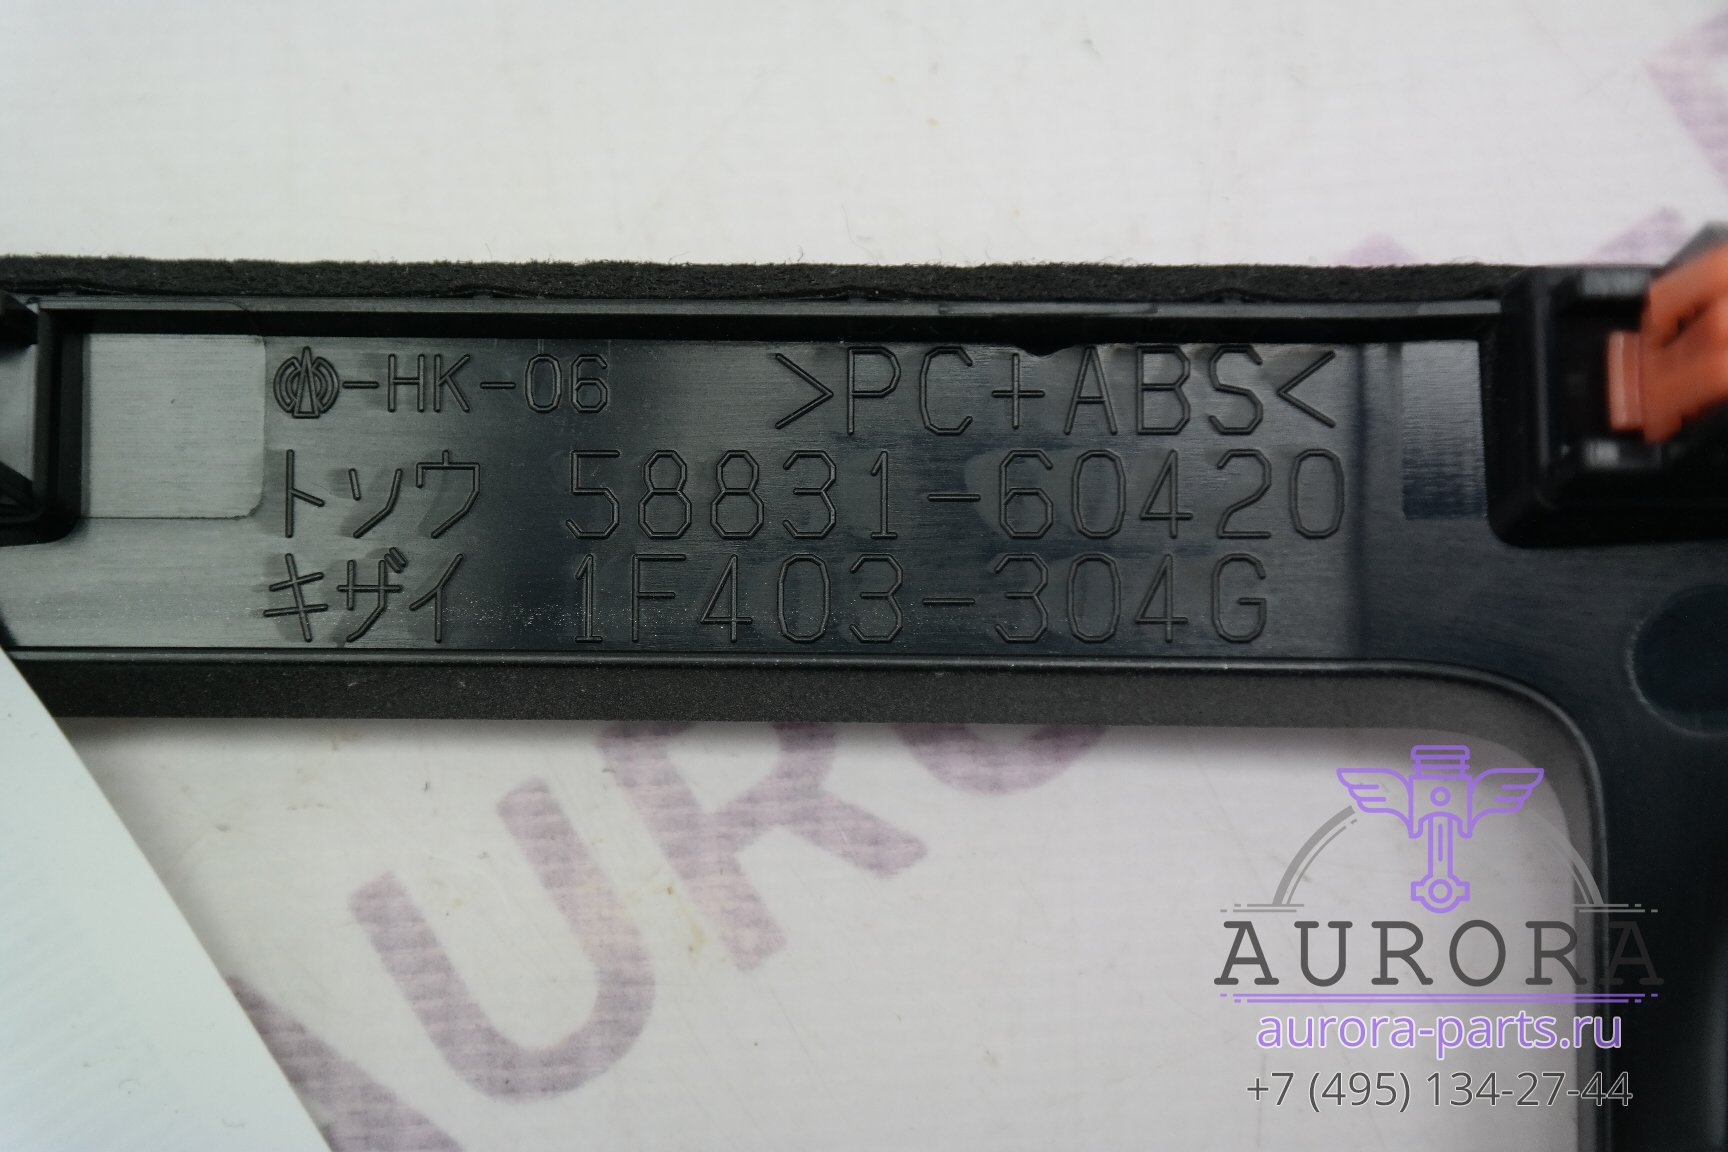 -HK-06 >PC+ABS<
トソウ 58831-60420
キザイ 1F403-304G
AURO
AURORA
aurora-parts.ru
+7 (495) 134-27-44